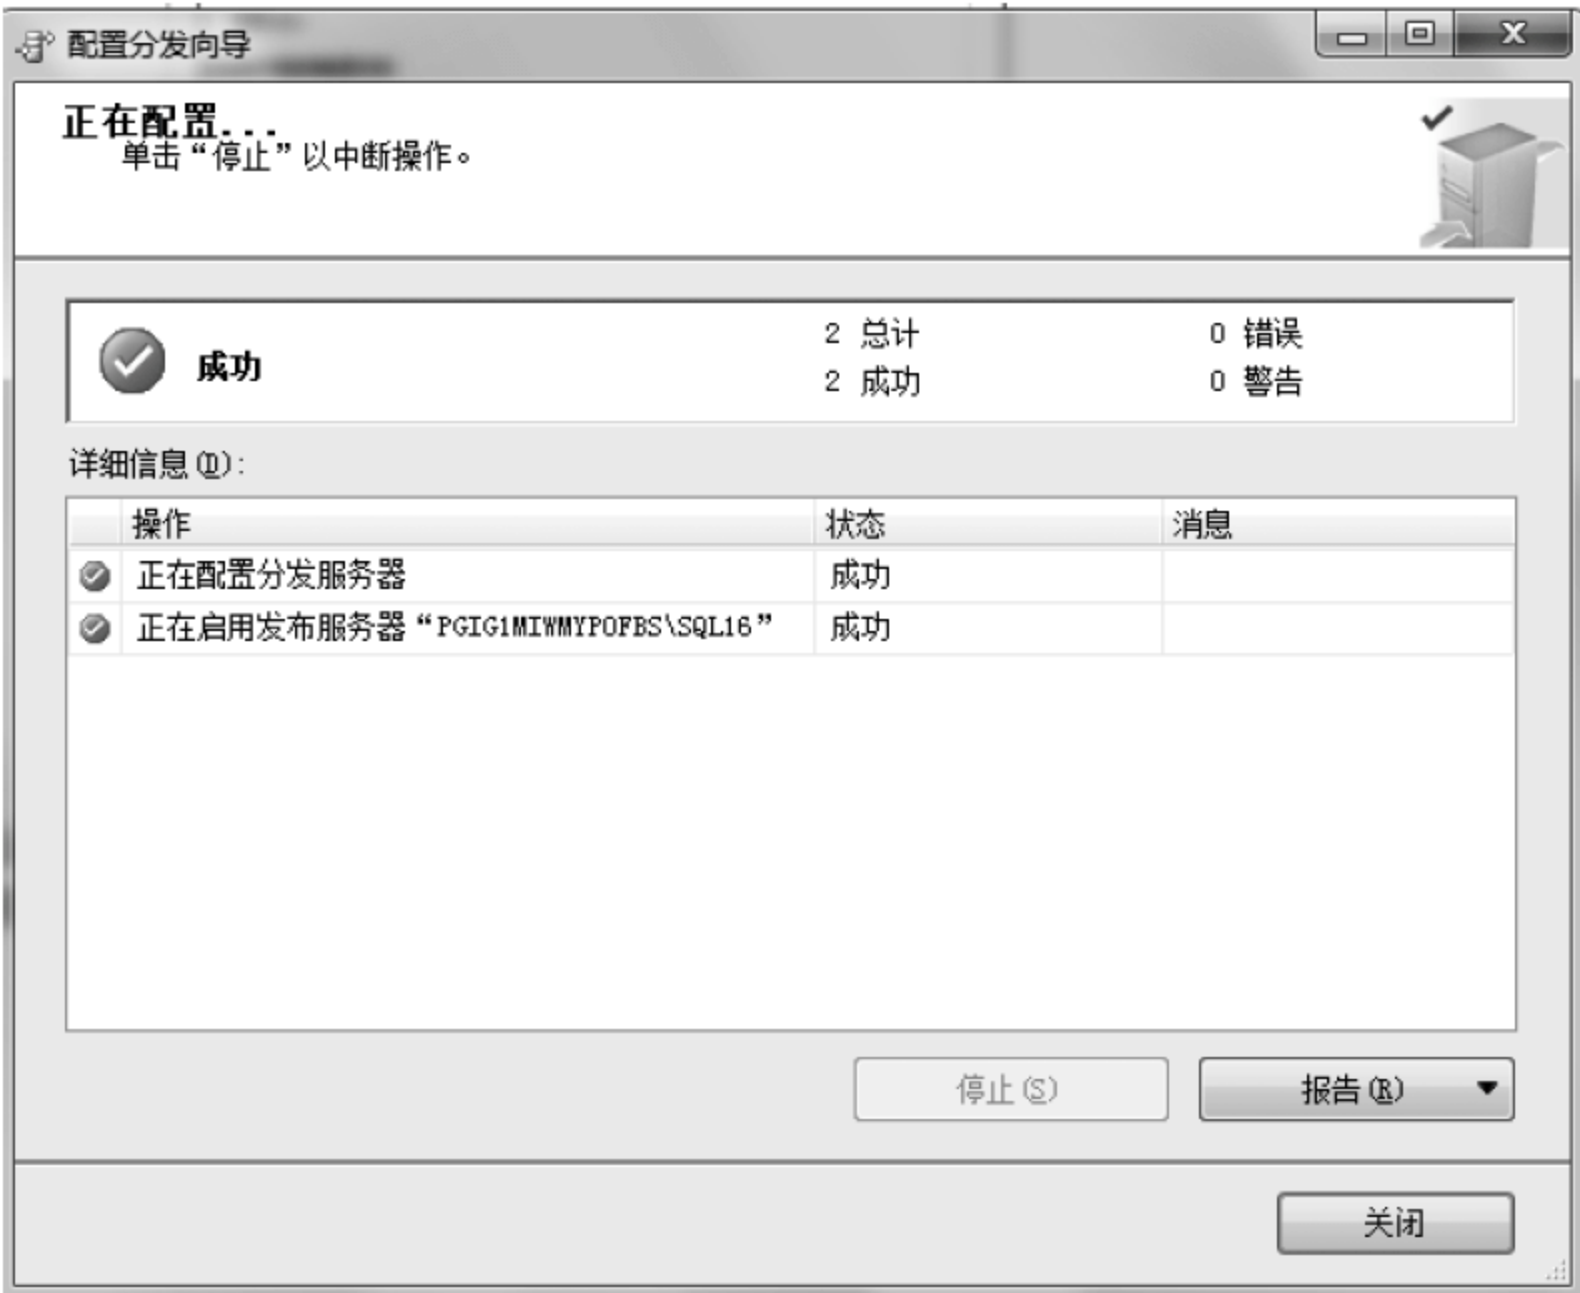 配置分发向导
正在配置...
单击“停止”以中断操作。
成功
2 总计
0 错误
2 成功
0 警告
详细信息(D):
操作 状态 消息
正在配置分发服务器 成功
正在启用发布服务器“PGIG1MIWMYPOFBS\SQL16” 成功
停止(S)
报告(R)
关闭